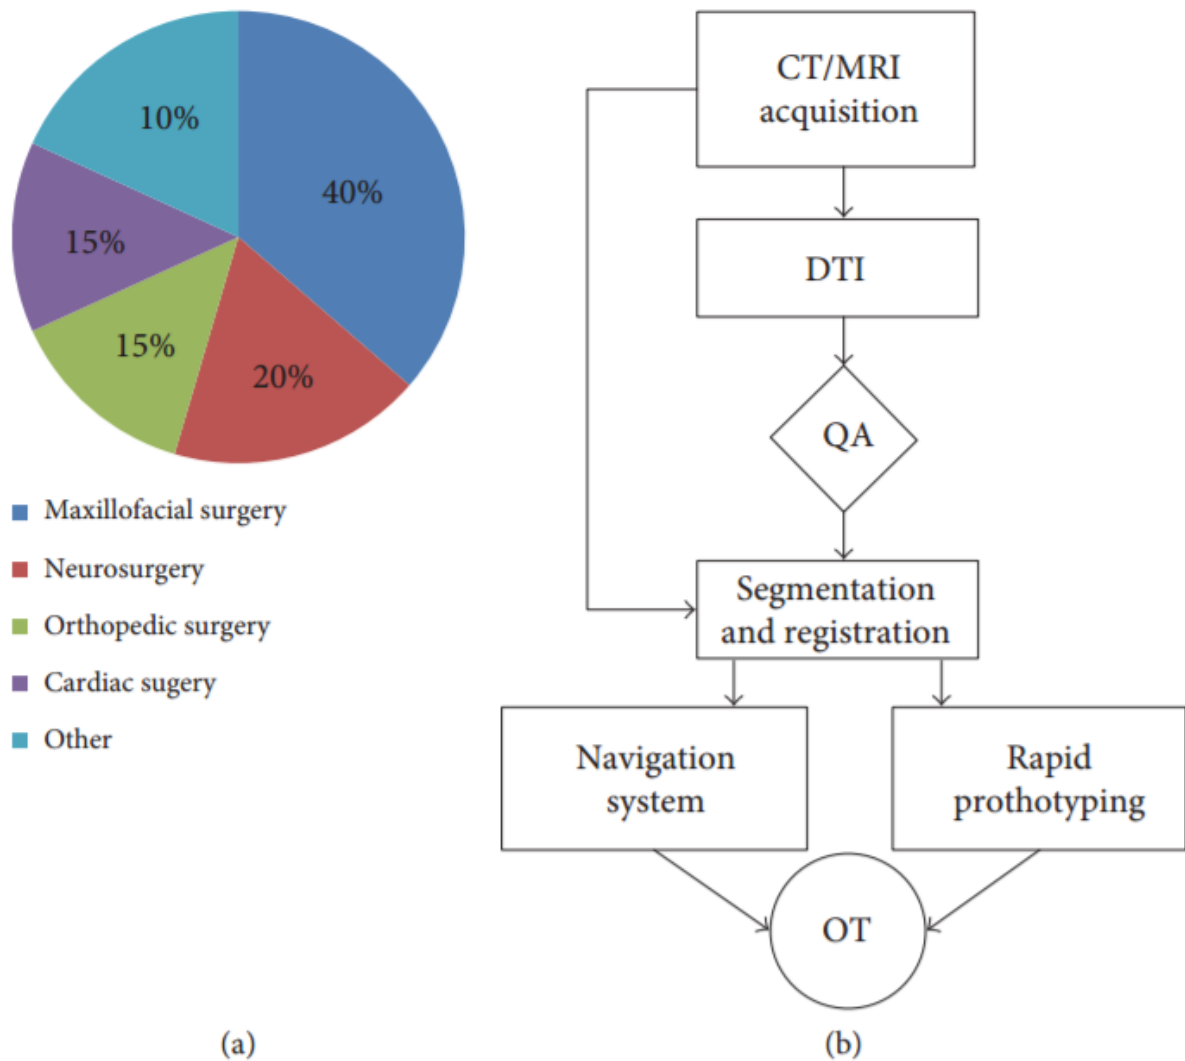 10%
40%
15%
15%
20%
Maxillofacial surgery
Neurosurgery
Orthopedic surgery
Cardiac sugery
Other
(a)
CT/MRI
acquisition
DTI
QA
Segmentation
and registration
Navigation
system
Rapid
prothotyping
OT
(b)